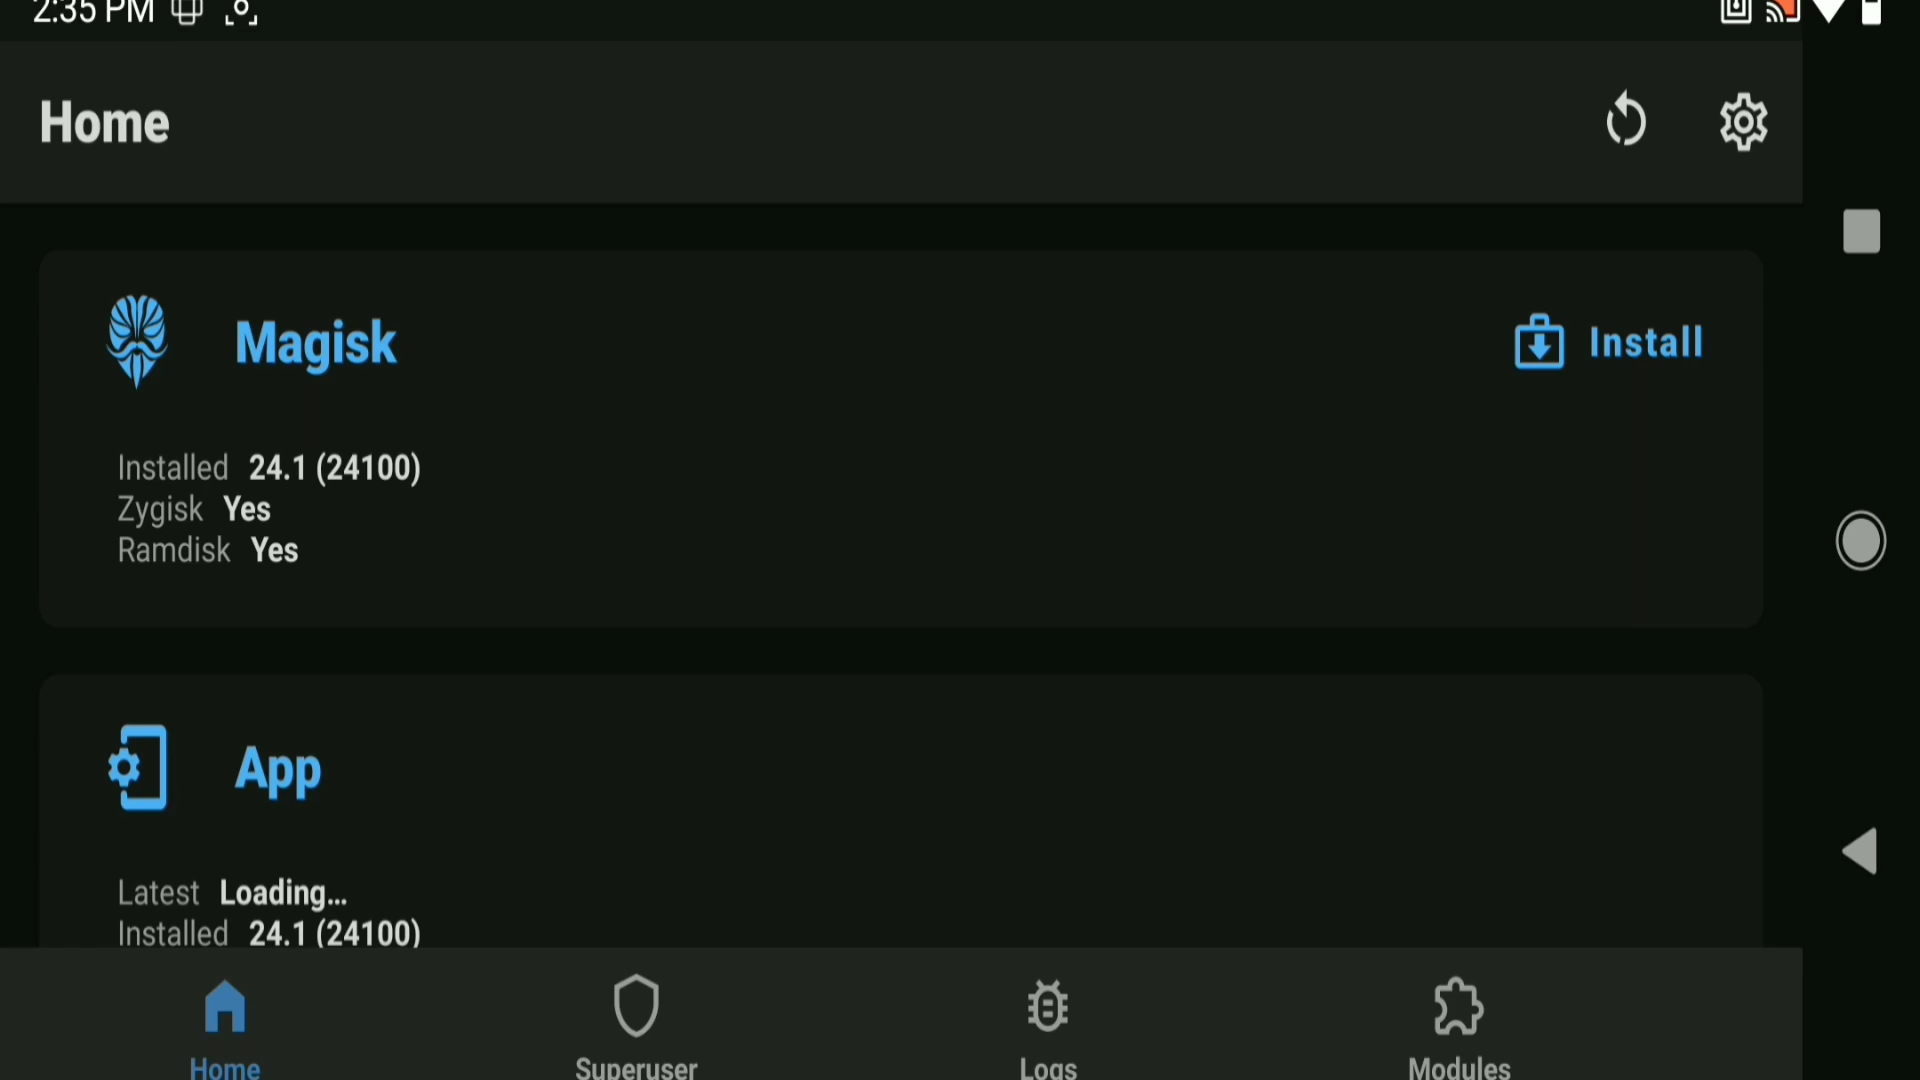 2:35 PM
Home
Magisk
Install
Installed 24.1 (24100)
Zygisk Yes
Ramdisk Yes
App
Latest Loading...
Installed 24.1 (24100)
Home
Superuser
Logs
Modules